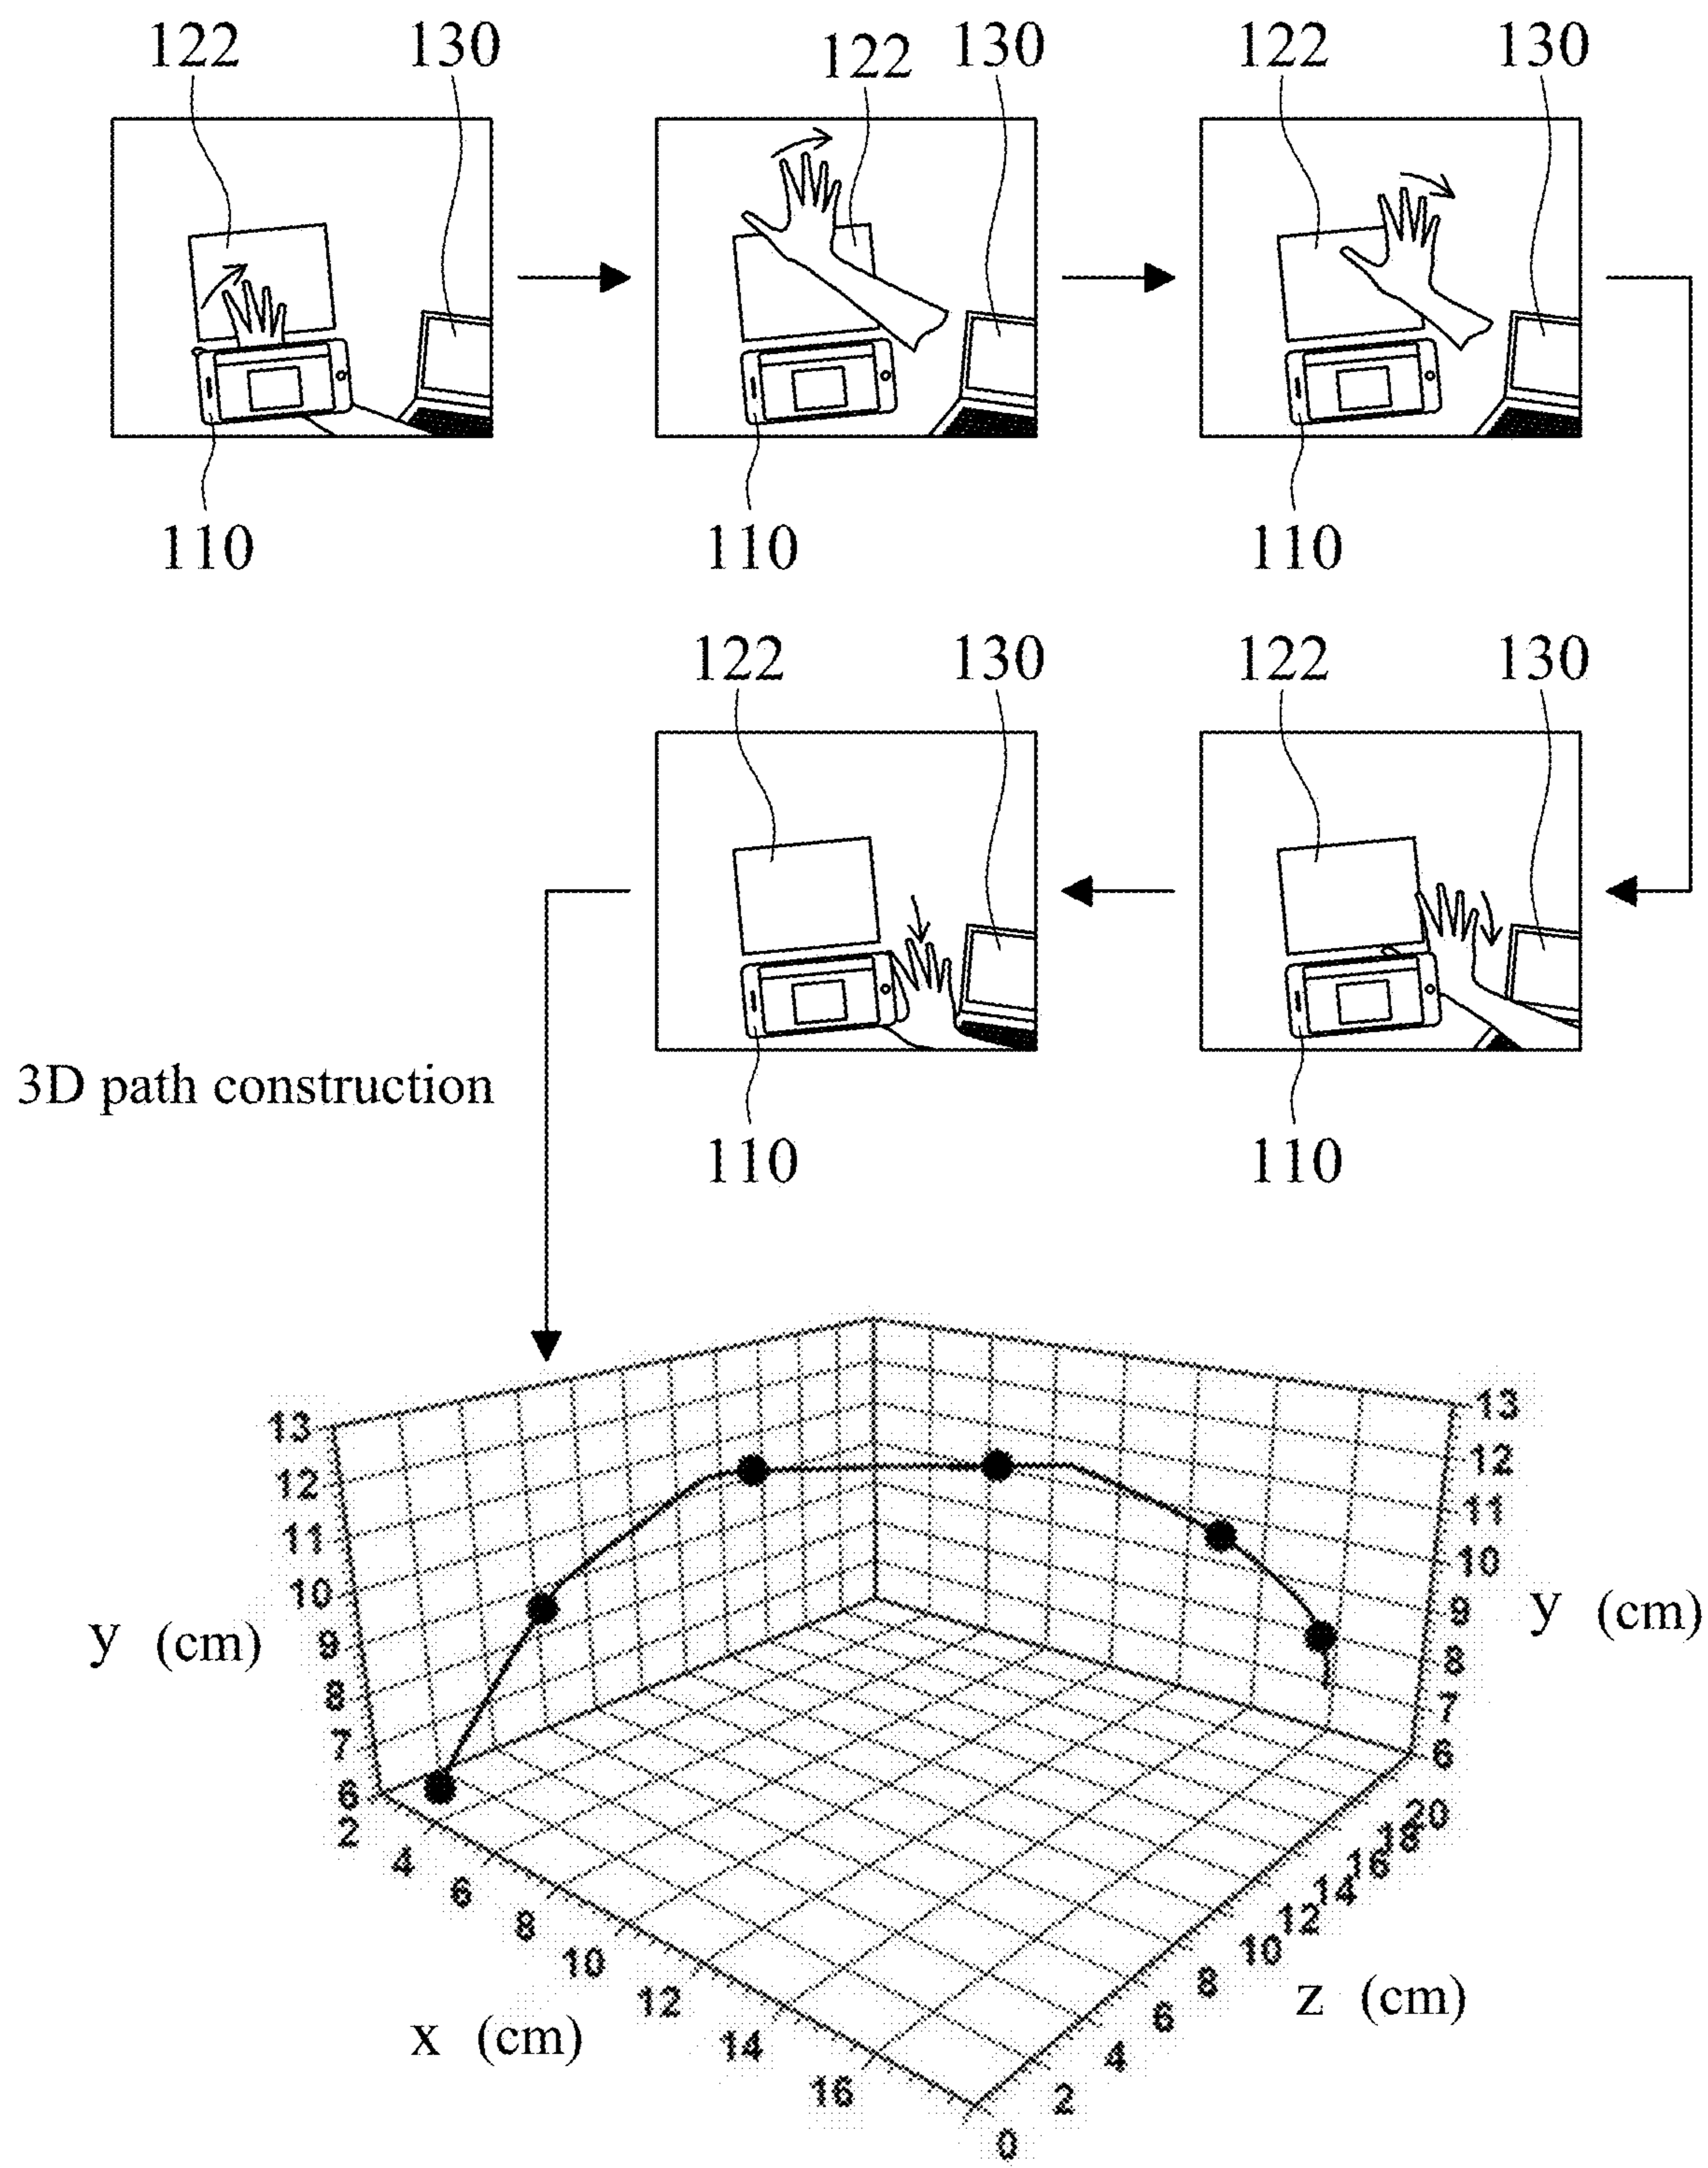 122 130 122 130 122 130
110 110 110
122 130 122 130
3D path construction
110 110
13 13
12 12
11 11
10 10
y (cm) 9 9 y (cm)
8 8
7 7
6 6
2 4 6 8 10 12 14 16
x (cm)
0 2 4 6 8 10 12 14 16 18 20
z (cm)